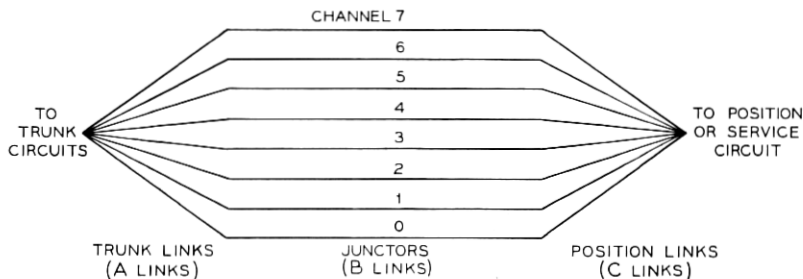 CHANNEL 7
6
5
4
3
2
1
0
TO
TRUNK
CIRCUITS
TO POSITION
OR SERVICE
CIRCUIT
TRUNK LINKS
(A LINKS)
JUNCTORS
(B LINKS)
POSITION LINKS
(C LINKS)